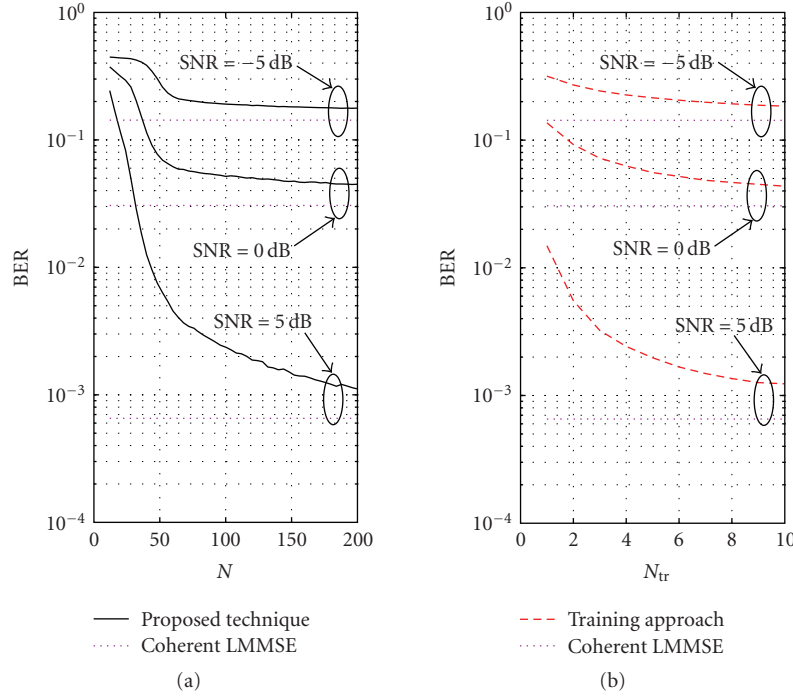 10^0
10^−1
10^−2
10^−3
10^−4
BER
SNR = −5 dB
SNR = 0 dB
SNR = 5 dB
0
50
100
150
200
N
Proposed technique
Coherent LMMSE
(a)
10^0
10^−1
10^−2
10^−3
10^−4
BER
SNR = −5 dB
SNR = 0 dB
SNR = 5 dB
0
2
4
6
8
10
N_tr
Training approach
Coherent LMMSE
(b)